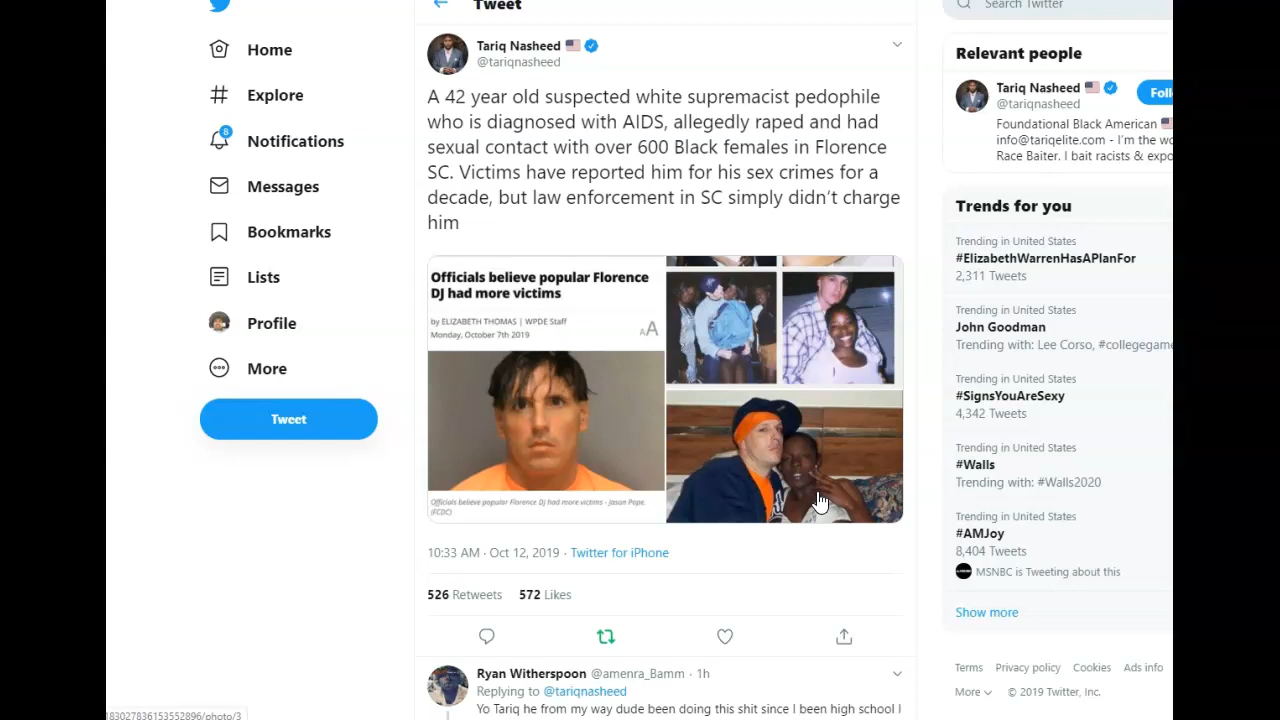 Tweet
Search Twitter
Home
Explore
8
Notifications
Messages
Bookmarks
Lists
Profile
More
Tweet
Tariq Nasheed
@tariqnasheed
A 42 year old suspected white supremacist pedophile
who is diagnosed with AIDS, allegedly raped and had
sexual contact with over 600 Black females in Florence
SC. Victims have reported him for his sex crimes for a
decade, but law enforcement in SC simply didn't charge
him
Officials believe popular Florence
DJ had more victims
by ELIZABETH THOMAS | WPDE Staff
Monday, October 7th 2019
AA
Officials believe popular Florence DJ had more victims - Jason Pope.
(FCDC)
10:33 AM · Oct 12, 2019 · Twitter for iPhone
526 Retweets 572 Likes
Ryan Witherspoon @amenra_Bamm · 1h
Replying to @tariqnasheed
Yo Tariq he from my way dude been doing this shit since I been high school I
Relevant people
Tariq Nasheed
@tariqnasheed
Foll
Foundational Black American
info@tariqelite.com - I'm the wo
Race Baiter. I bait racists & expo
Trends for you
Trending in United States
#ElizabethWarrenHasAPlanFor
2,311 Tweets
Trending in United States
John Goodman
Trending with: Lee Corso, #collegegame
Trending in United States
#SignsYouAreSexy
4,342 Tweets
Trending in United States
#Walls
Trending with: #Walls2020
Trending in United States
#AMJoy
8,404 Tweets
MSNBC is Tweeting about this
Show more
Terms Privacy policy Cookies Ads info
More © 2019 Twitter, Inc.
183027836153552896/photo/3